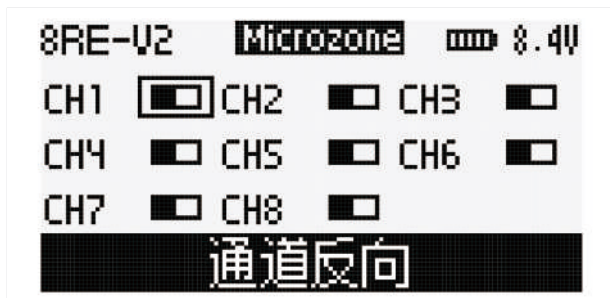 8RE-V2 Microzone 8.4V
CH1 CH2 CH3
CH4 CH5 CH6
CH7 CH8
通道反向